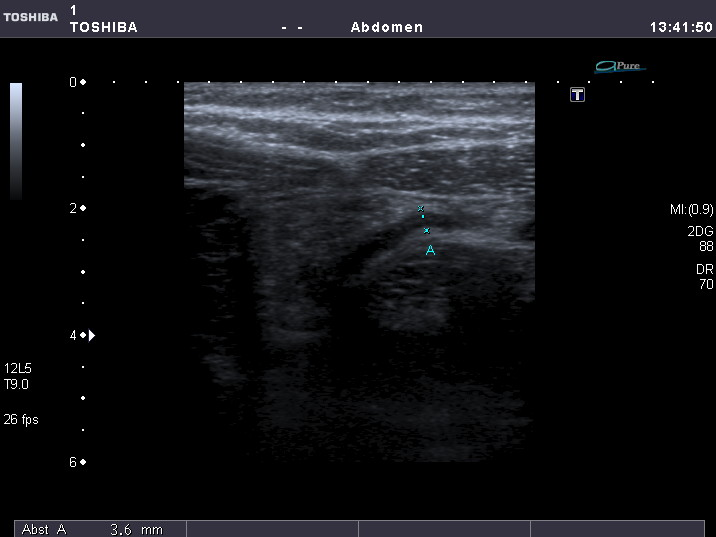 TOSHIBA
1
TOSHIBA
- -
Abdomen
13:41:50
aPure
T
0
2
4
6
A
MI:(0.9)
2DG
88
DR
70
12L5
T9.0
26 fps
Abst A 3.6 mm